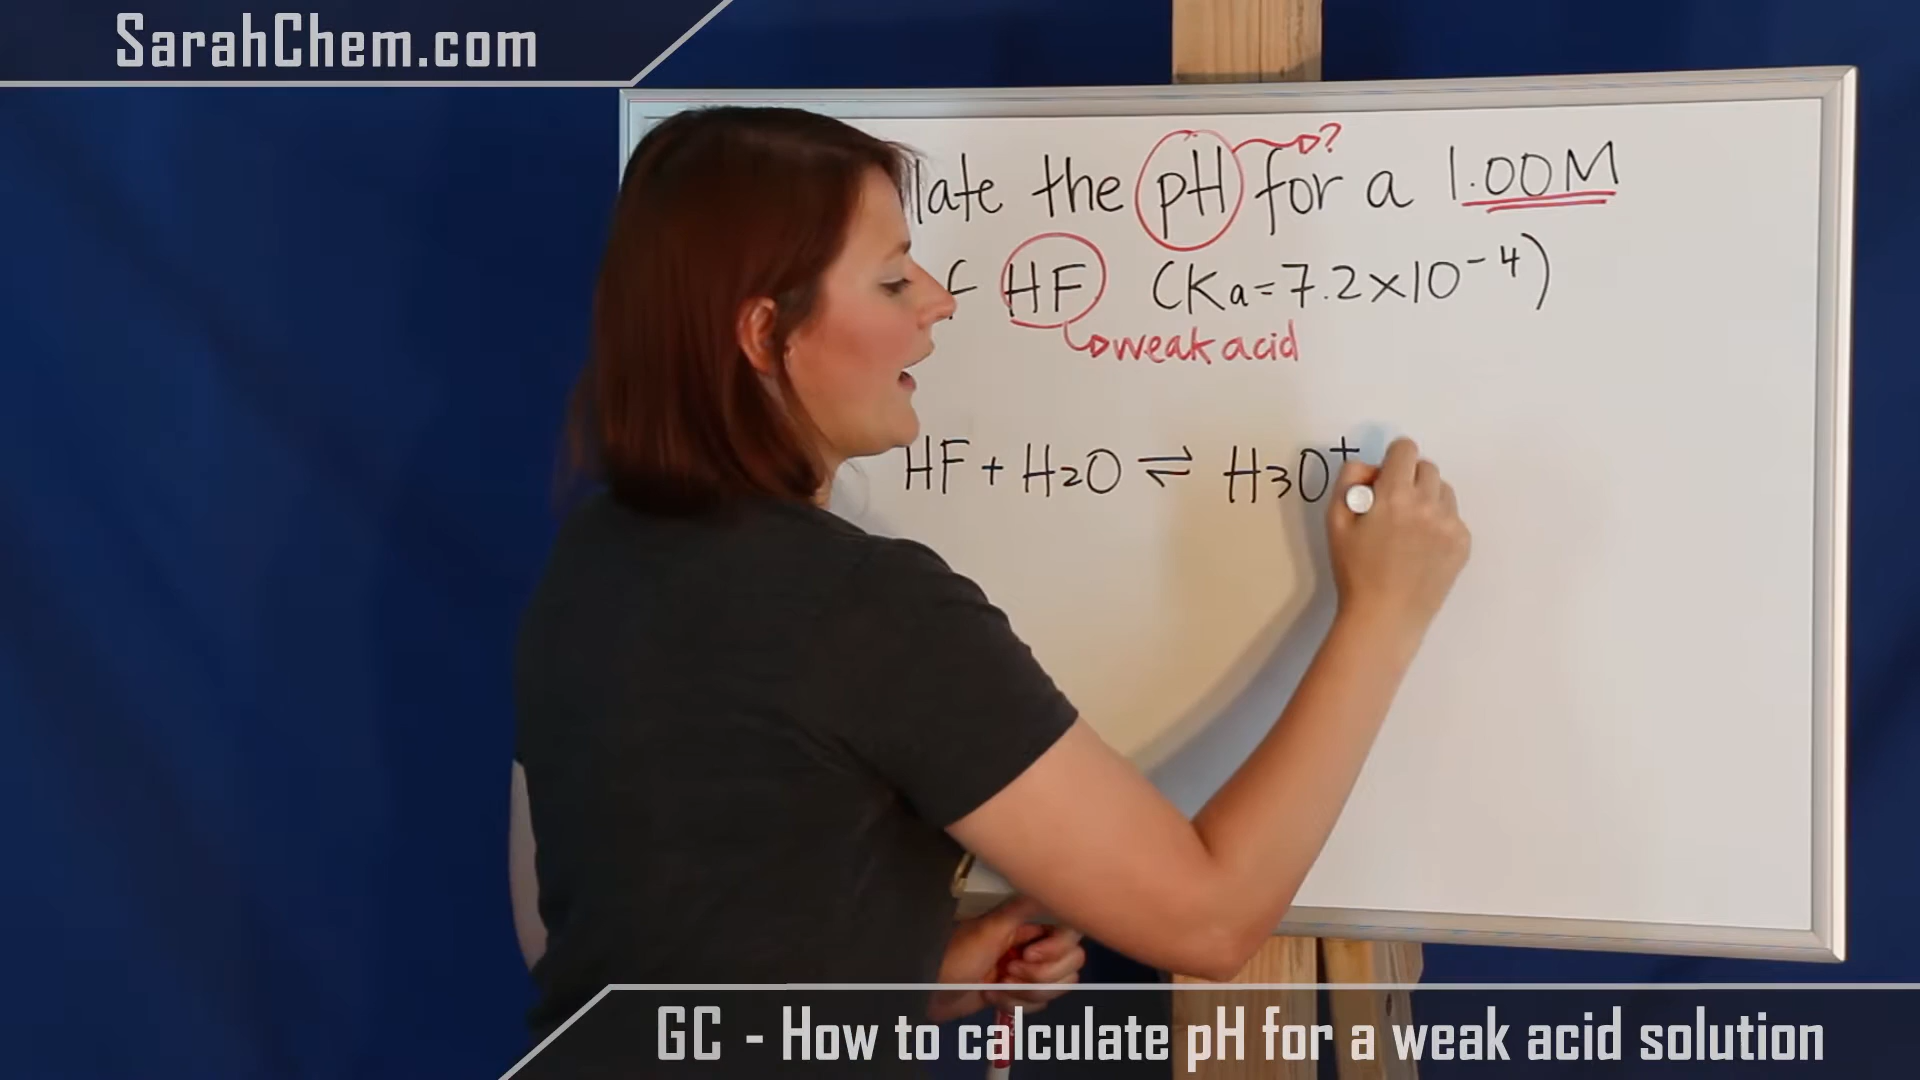 SarahChem.com
late the pH for a 1.00M
?
f HF (Ka=7.2x10⁻⁴)
weak acid
HF + H₂O ⇌ H₃O⁺
GC - How to calculate pH for a weak acid solution